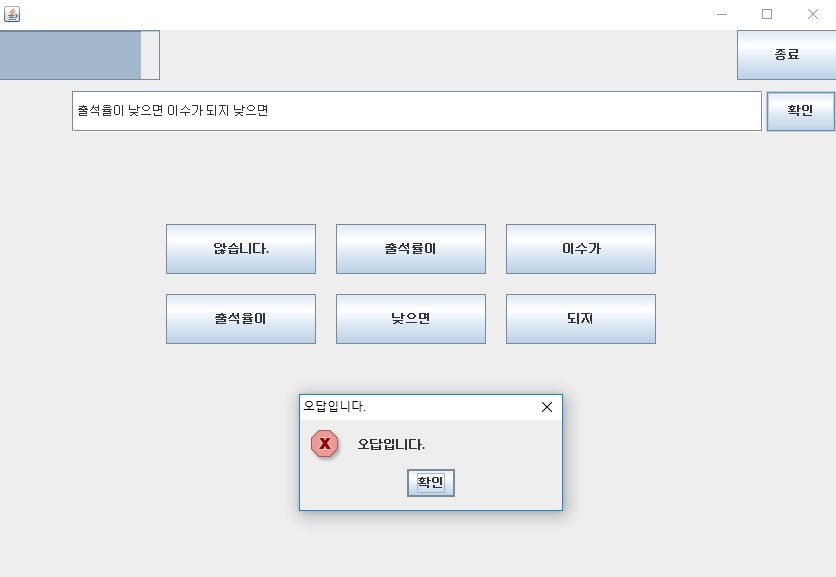 종료
출석율이 낮으면 이수가 되지 낮으면
확인
않습니다.
출석률이
이수가
출석율이
낮으면
되지
오답입니다.
오답입니다.
확인